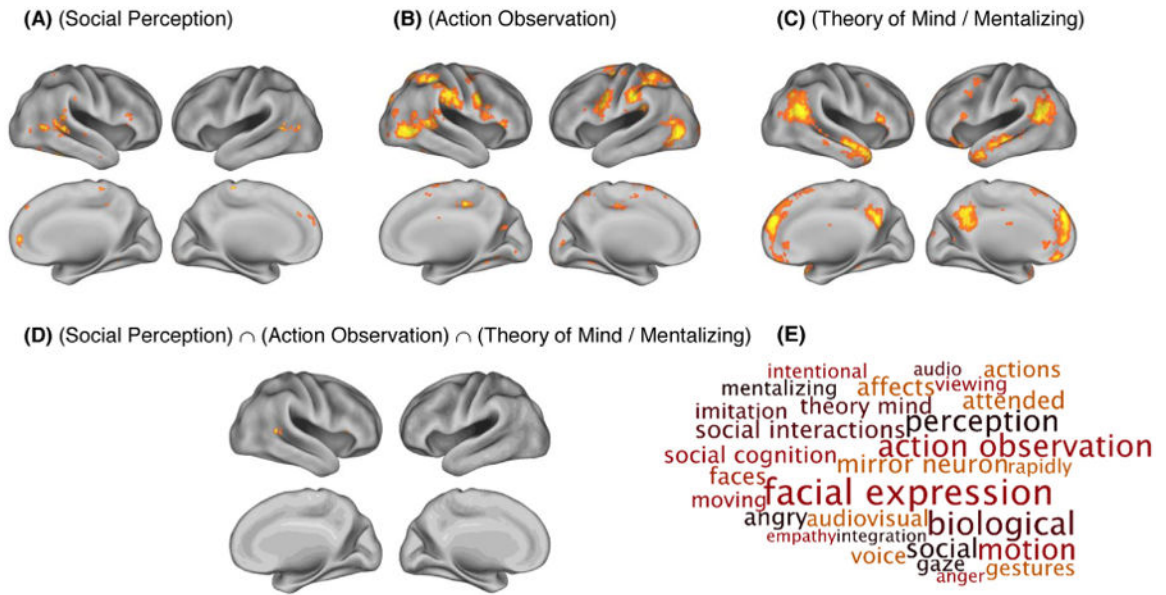 (A) (Social Perception)
(B) (Action Observation)
(C) (Theory of Mind / Mentalizing)
(D) (Social Perception) ∩ (Action Observation) ∩ (Theory of Mind / Mentalizing)
(E)
intentional audio actions
mentalizing affects viewing
imitation theory mind attended
social interactions perception
social cognition action observation
faces mirror neuron rapidly
moving facial expression
angry audiovisual biological
empathy integration
voice social motion
gaze gestures
anger